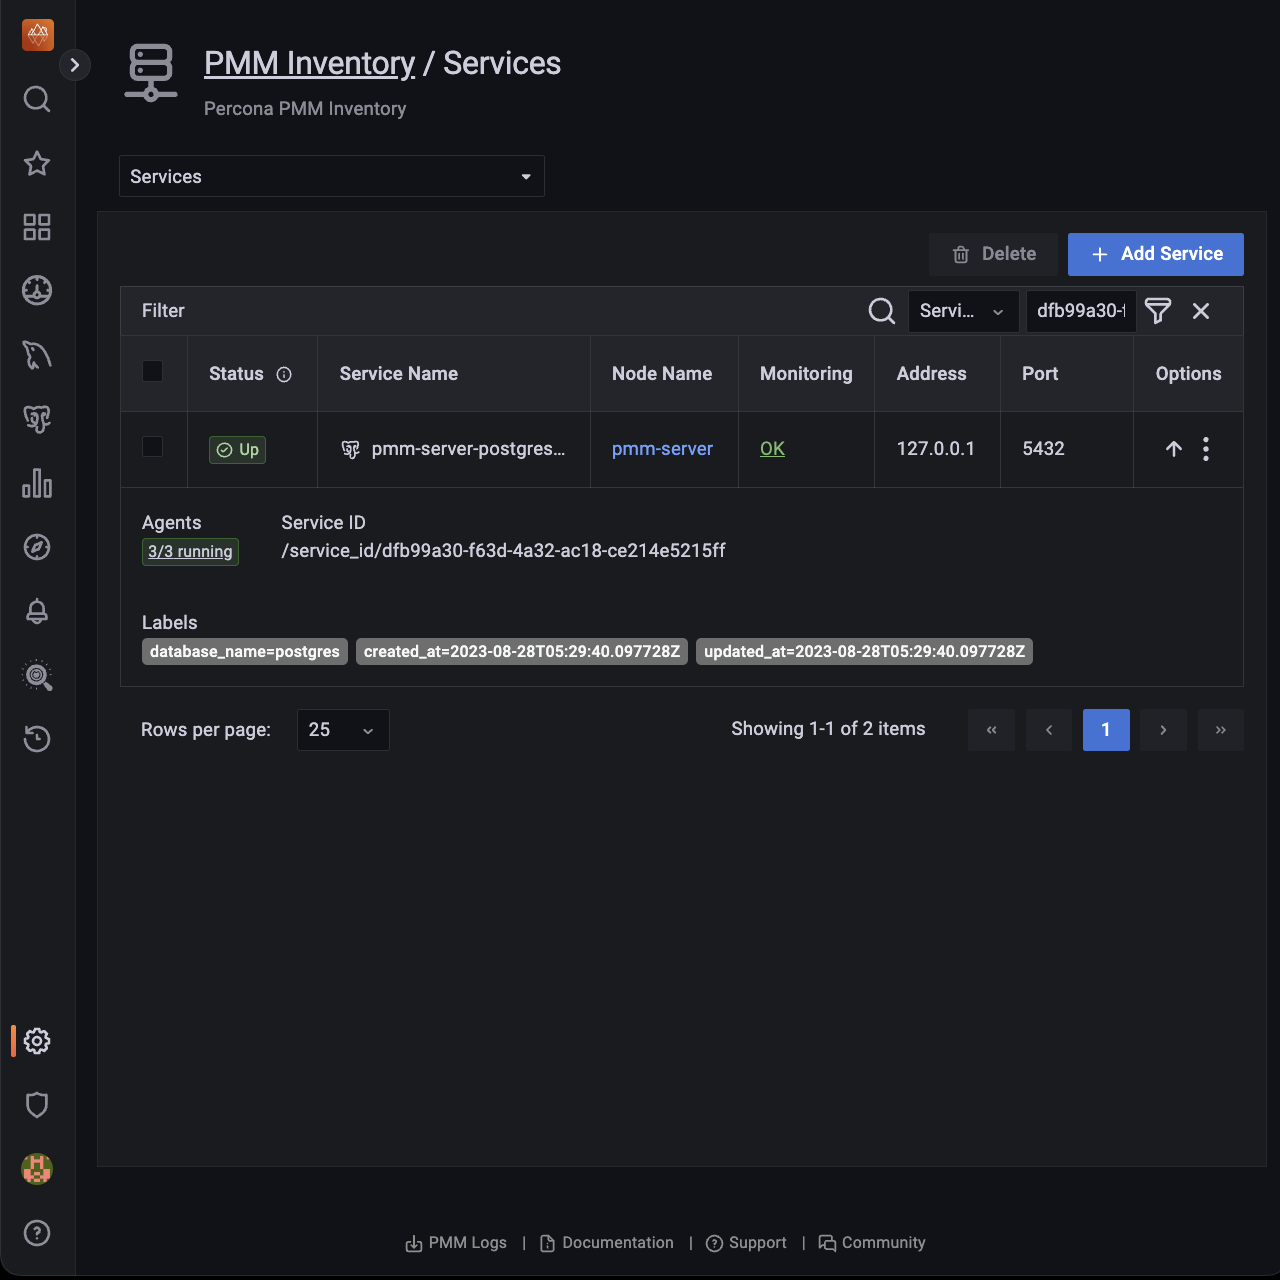 PMM Inventory / Services
Percona PMM Inventory
Services
Delete
Add Service
Filter
Servi...
dfb99a30-f
Status
Service Name
Node Name
Monitoring
Address
Port
Options
Up
pmm-server-postgres...
pmm-server
OK
127.0.0.1
5432
Agents
Service ID
3/3 running
/service_id/dfb99a30-f63d-4a32-ac18-ce214e5215ff
Labels
database_name=postgres
created_at=2023-08-28T05:29:40.097728Z
updated_at=2023-08-28T05:29:40.097728Z
Rows per page:
25
Showing 1-1 of 2 items
«
‹
1
›
»
PMM Logs | Documentation | Support | Community